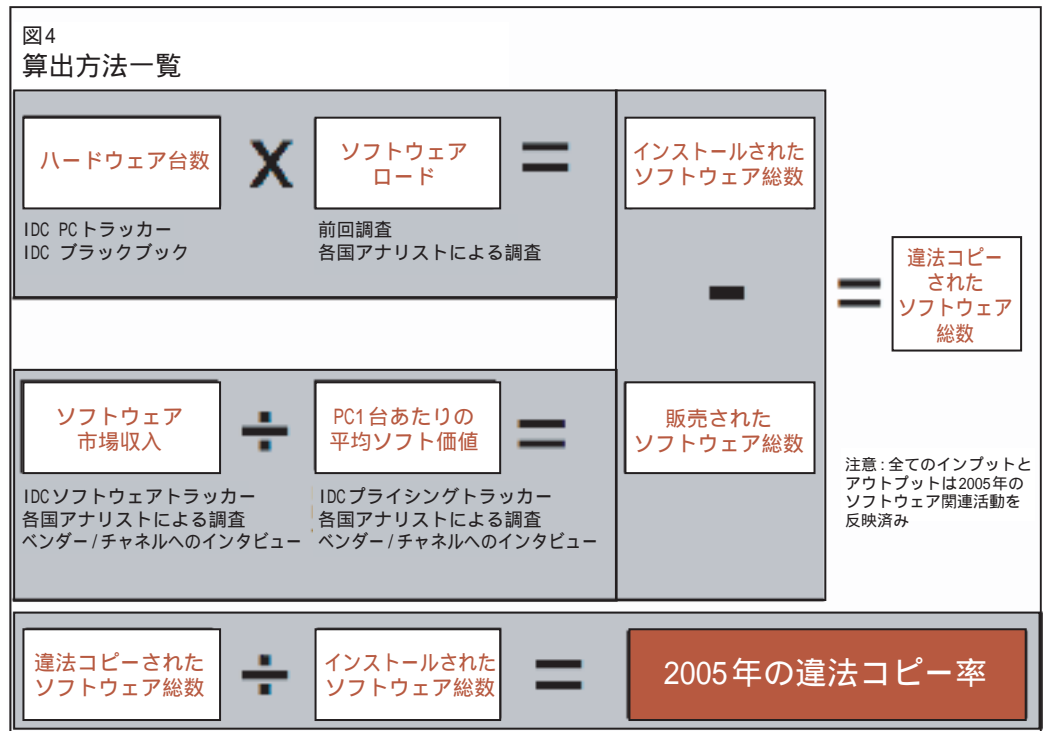 図4
算出方法一覧
ハードウェア台数
X
ソフトウェア
ロード
=
インストールされた
ソフトウェア総数
IDC PCトラッカー
IDC ブラックブック
前回調査
各国アナリストによる調査
-
=
違法コピー
された
ソフトウェア
総数
ソフトウェア
市場収入
÷
PC1台あたりの
平均ソフト価値
=
販売された
ソフトウェア総数
IDCソフトウェアトラッカー
各国アナリストによる調査
ベンダー/チャネルへのインタビュー
IDCプライシングトラッカー
各国アナリストによる調査
ベンダー/チャネルへのインタビュー
注意:全てのインプットと
アウトプットは2005年の
ソフトウェア関連活動を
反映済み
違法コピーされた
ソフトウェア総数
÷
インストールされた
ソフトウェア総数
=
2005年の違法コピー率